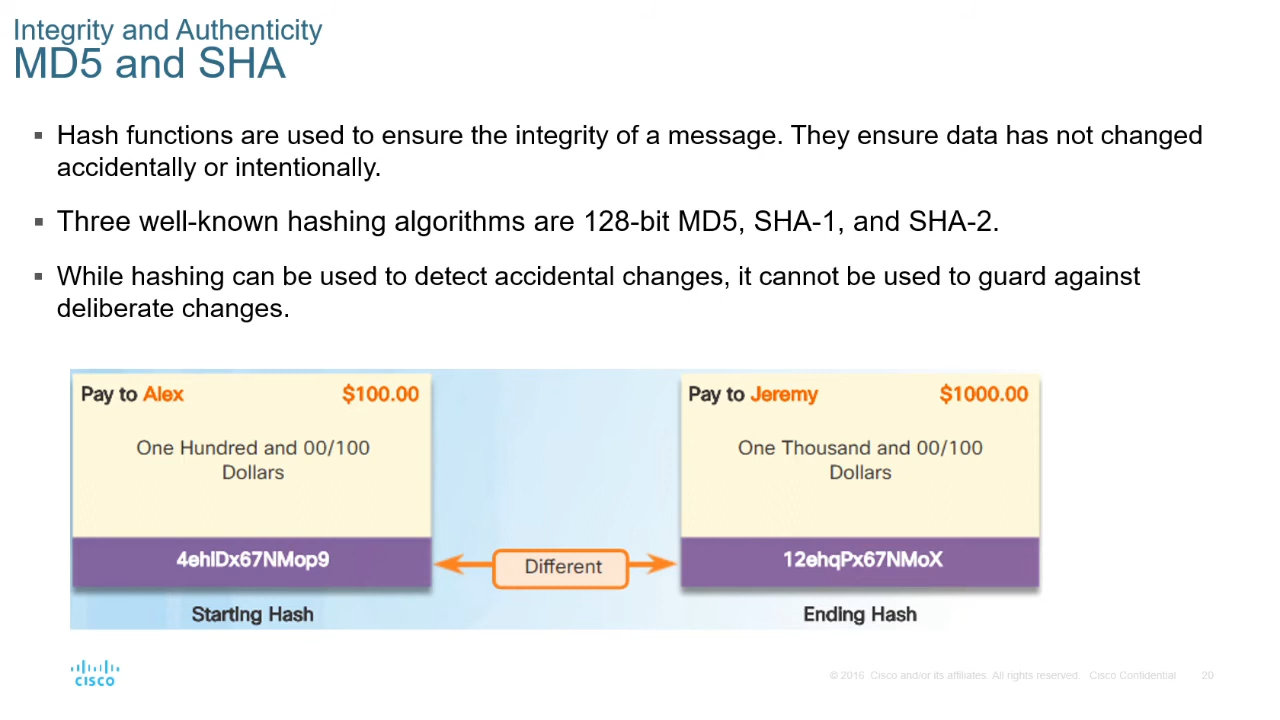 Integrity and Authenticity
MD5 and SHA
▪ Hash functions are used to ensure the integrity of a message. They ensure data has not changed
accidentally or intentionally.
▪ Three well-known hashing algorithms are 128-bit MD5, SHA-1, and SHA-2.
▪ While hashing can be used to detect accidental changes, it cannot be used to guard against
deliberate changes.
Pay to Alex $100.00
One Hundred and 00/100
Dollars
4ehIDx67NMop9
Starting Hash
Different
Pay to Jeremy $1000.00
One Thousand and 00/100
Dollars
12ehqPx67NMoX
Ending Hash
CISCO
© 2016 Cisco and/or its affiliates. All rights reserved. Cisco Confidential 20